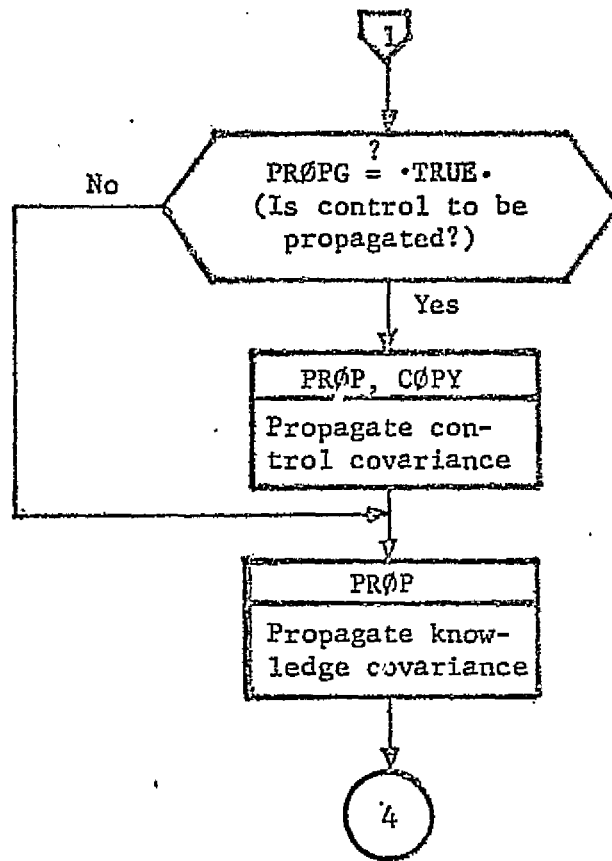 1
?
PRØPG = •TRUE•
No
(Is control to be
propagated?)
Yes
PRØP, CØPY
Propagate con-
trol covariance
PRØP
Propagate know-
ledge covariance
4